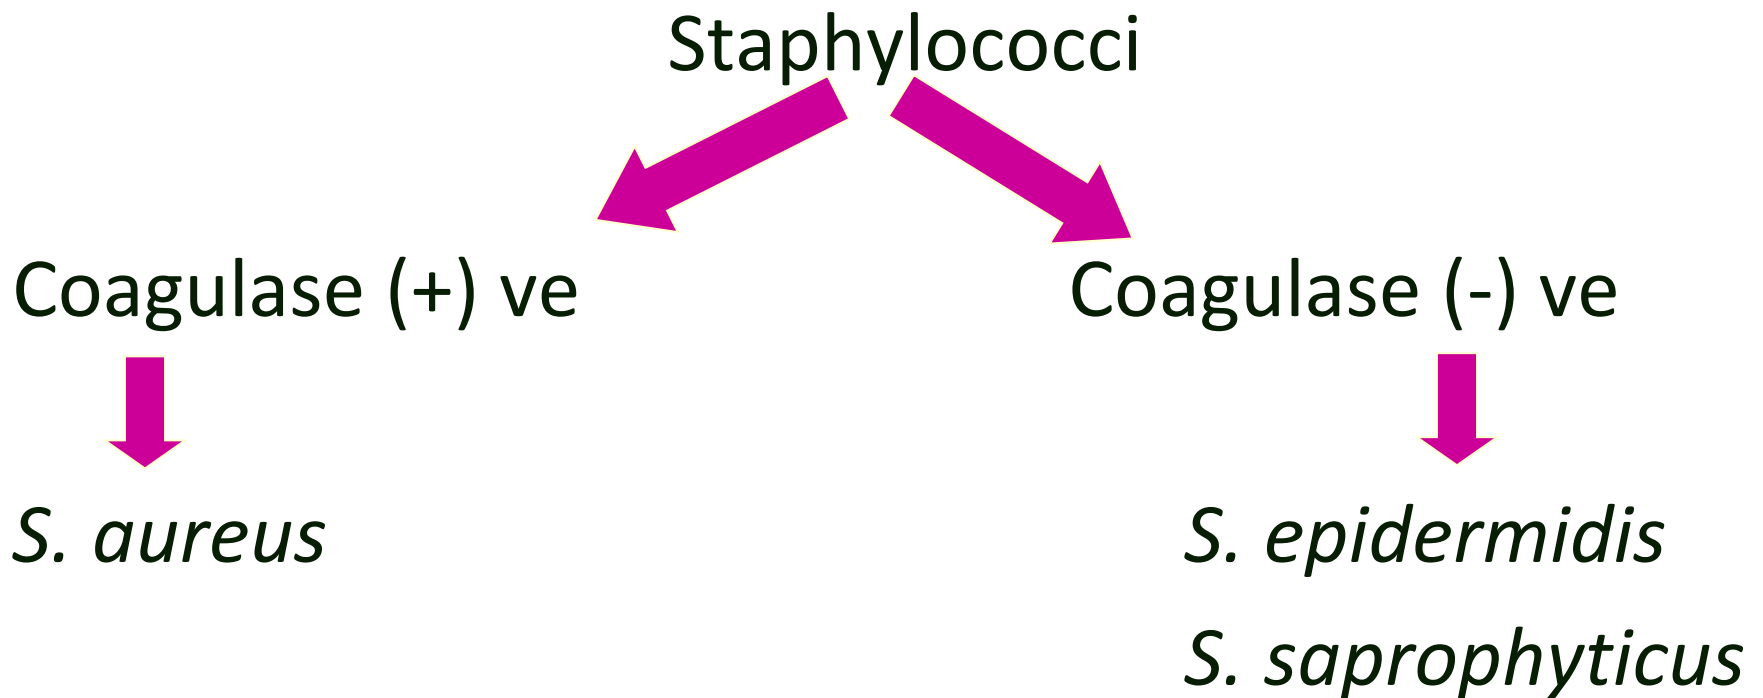 Staphylococci
Coagulase (+) ve
Coagulase (-) ve
S. aureus
S. epidermidis
S. saprophyticus